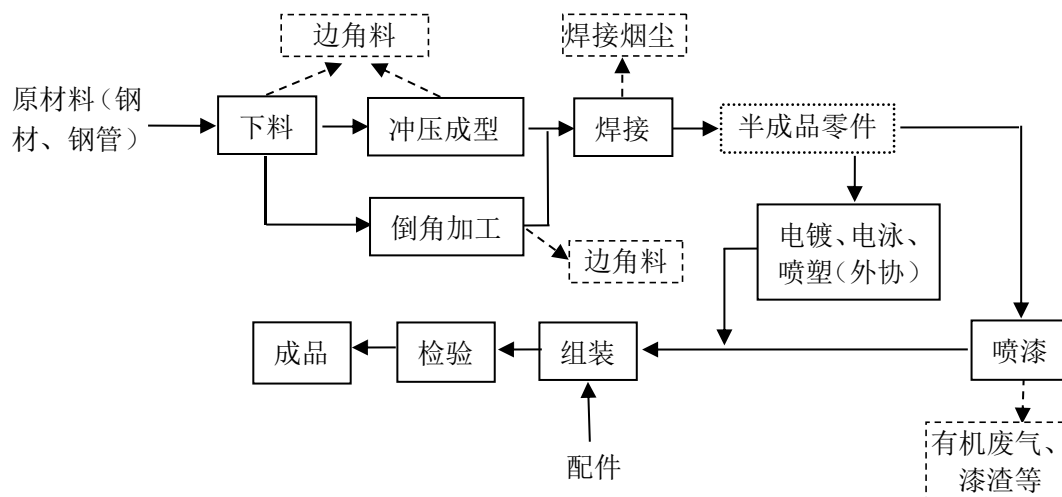 边角料
焊接烟尘
原材料（钢
材、钢管）
下料
冲压成型
焊接
半成品零件
倒角加工
边角料
电镀、电泳、
喷塑（外协）
成品
检验
组装
喷漆
配件
有机废气、
漆渣等